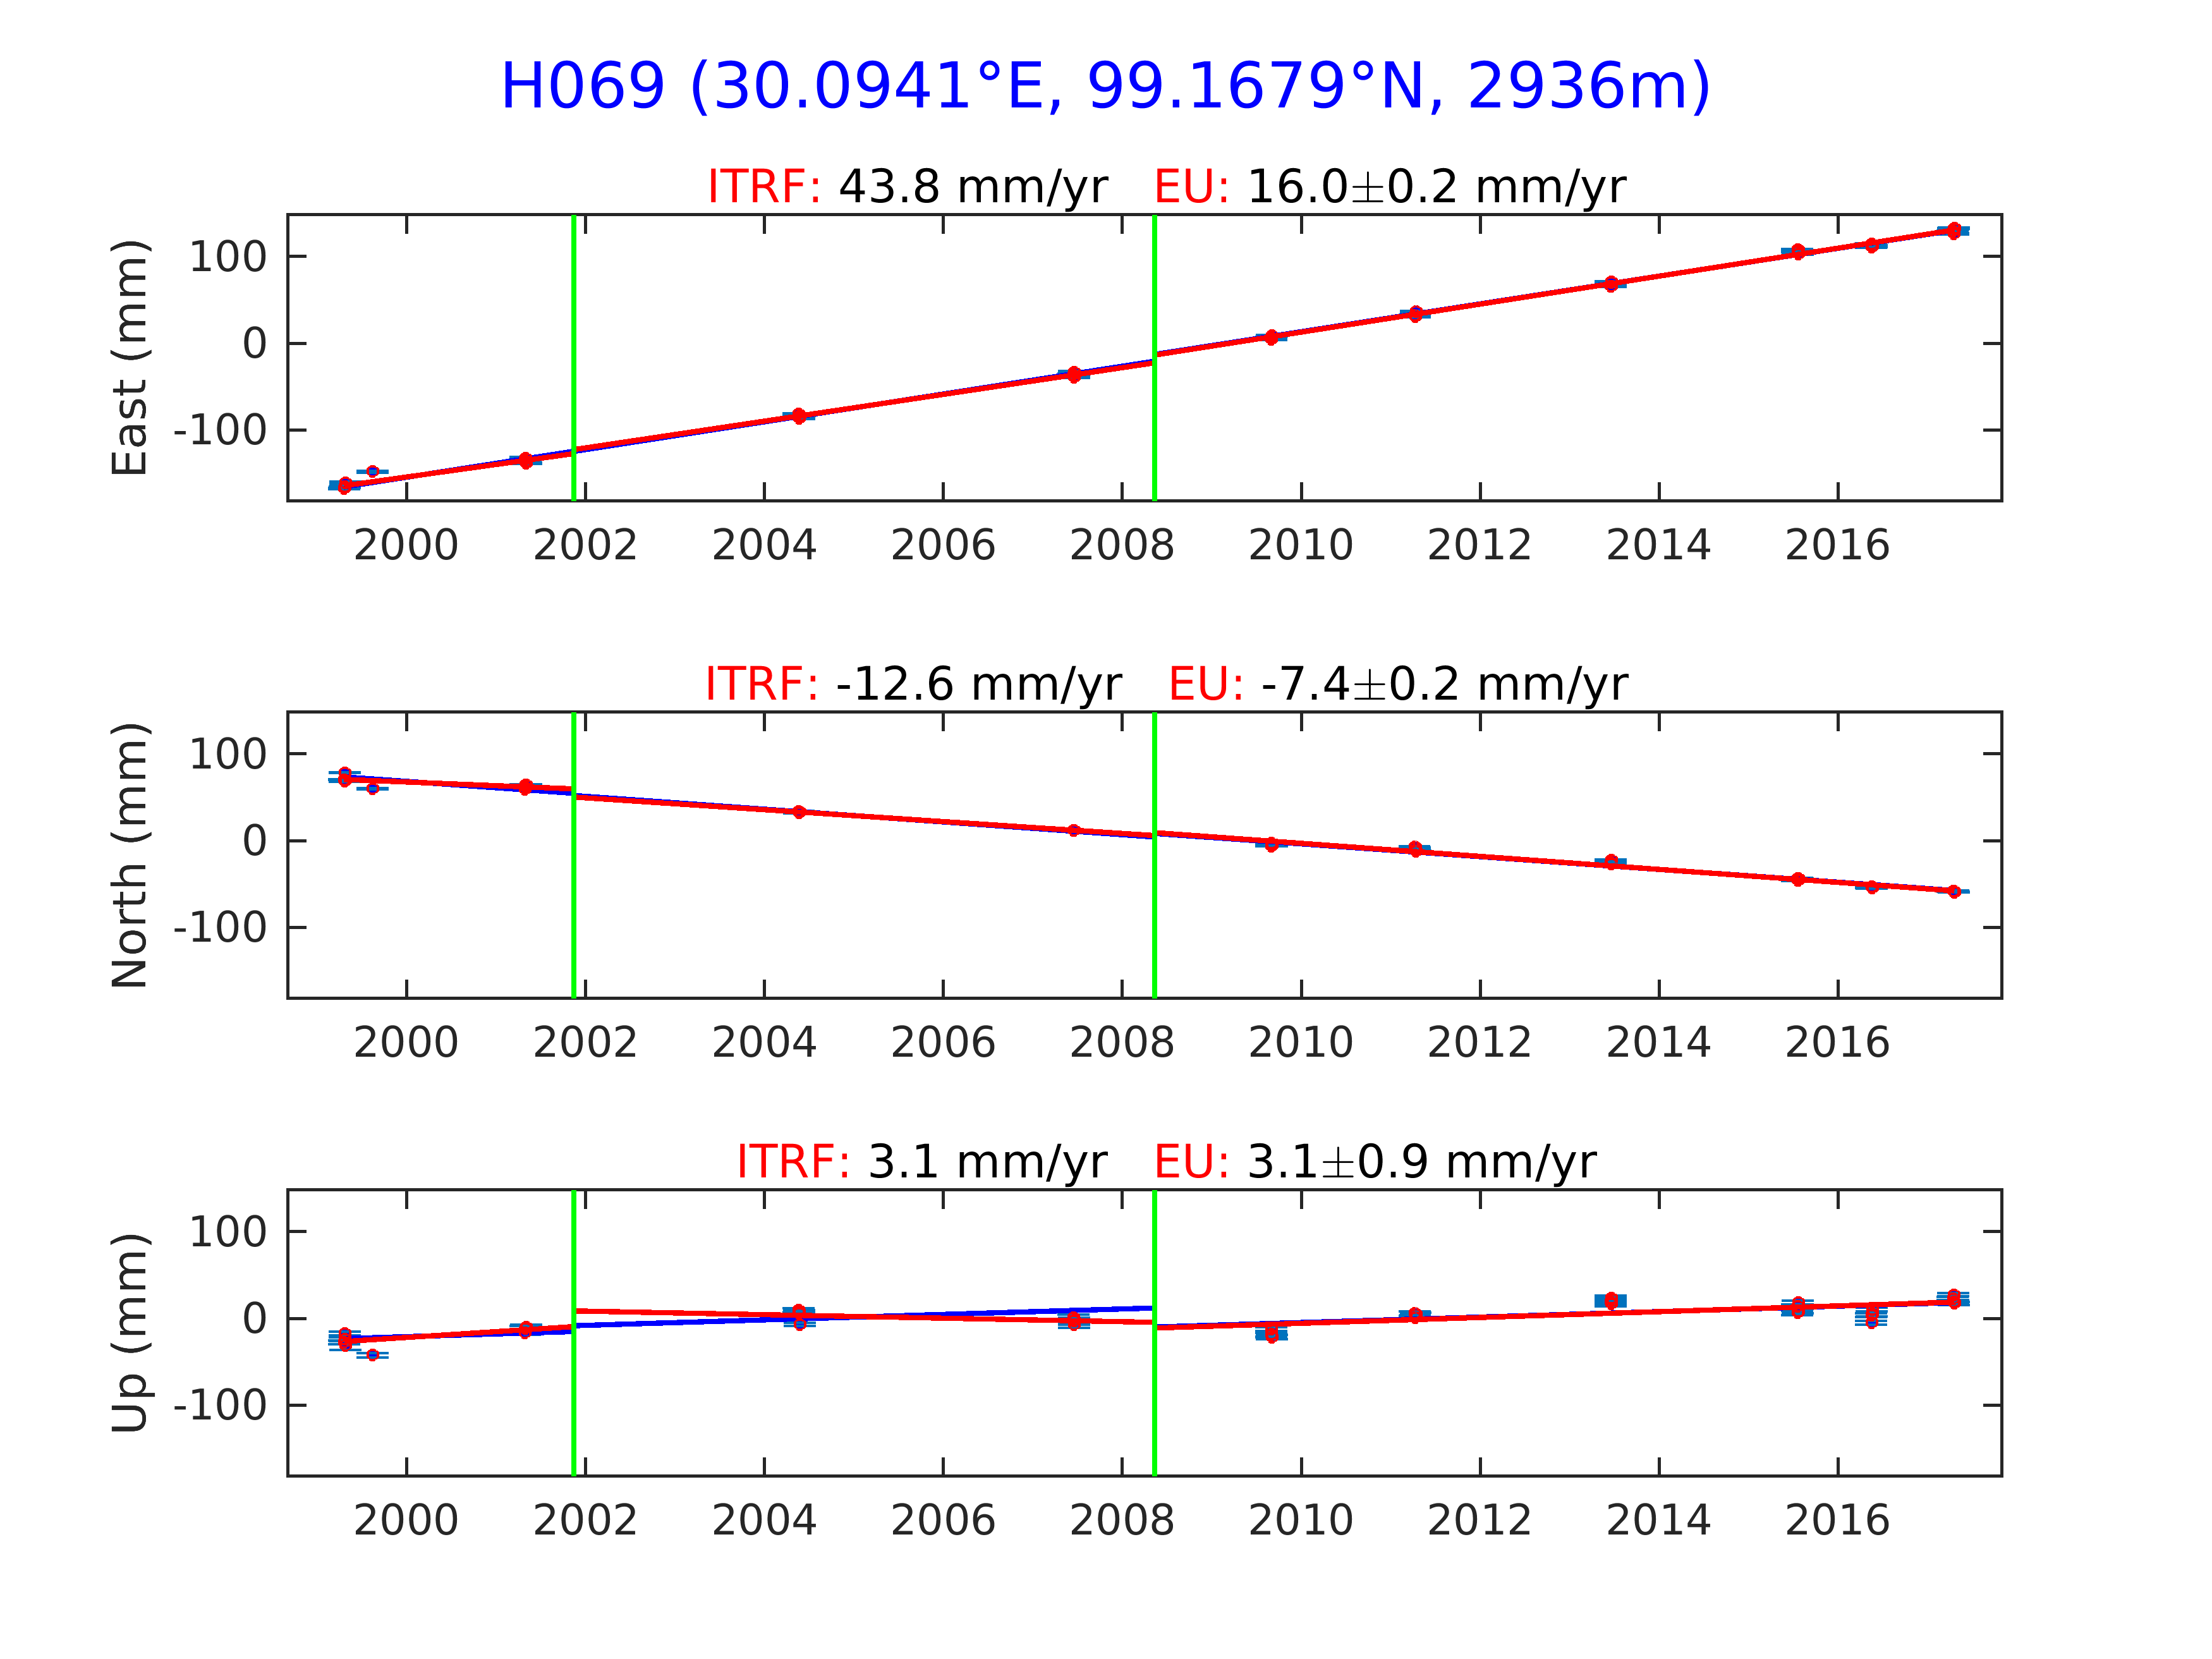 H069 (30.0941°E, 99.1679°N, 2936m)
ITRF: 43.8 mm/yr EU: 16.0±0.2 mm/yr
East (mm)
100
0
-100
2000 2002 2004 2006 2008 2010 2012 2014 2016
ITRF: -12.6 mm/yr EU: -7.4±0.2 mm/yr
North (mm)
100
0
-100
2000 2002 2004 2006 2008 2010 2012 2014 2016
ITRF: 3.1 mm/yr EU: 3.1±0.9 mm/yr
Up (mm)
100
0
-100
2000 2002 2004 2006 2008 2010 2012 2014 2016